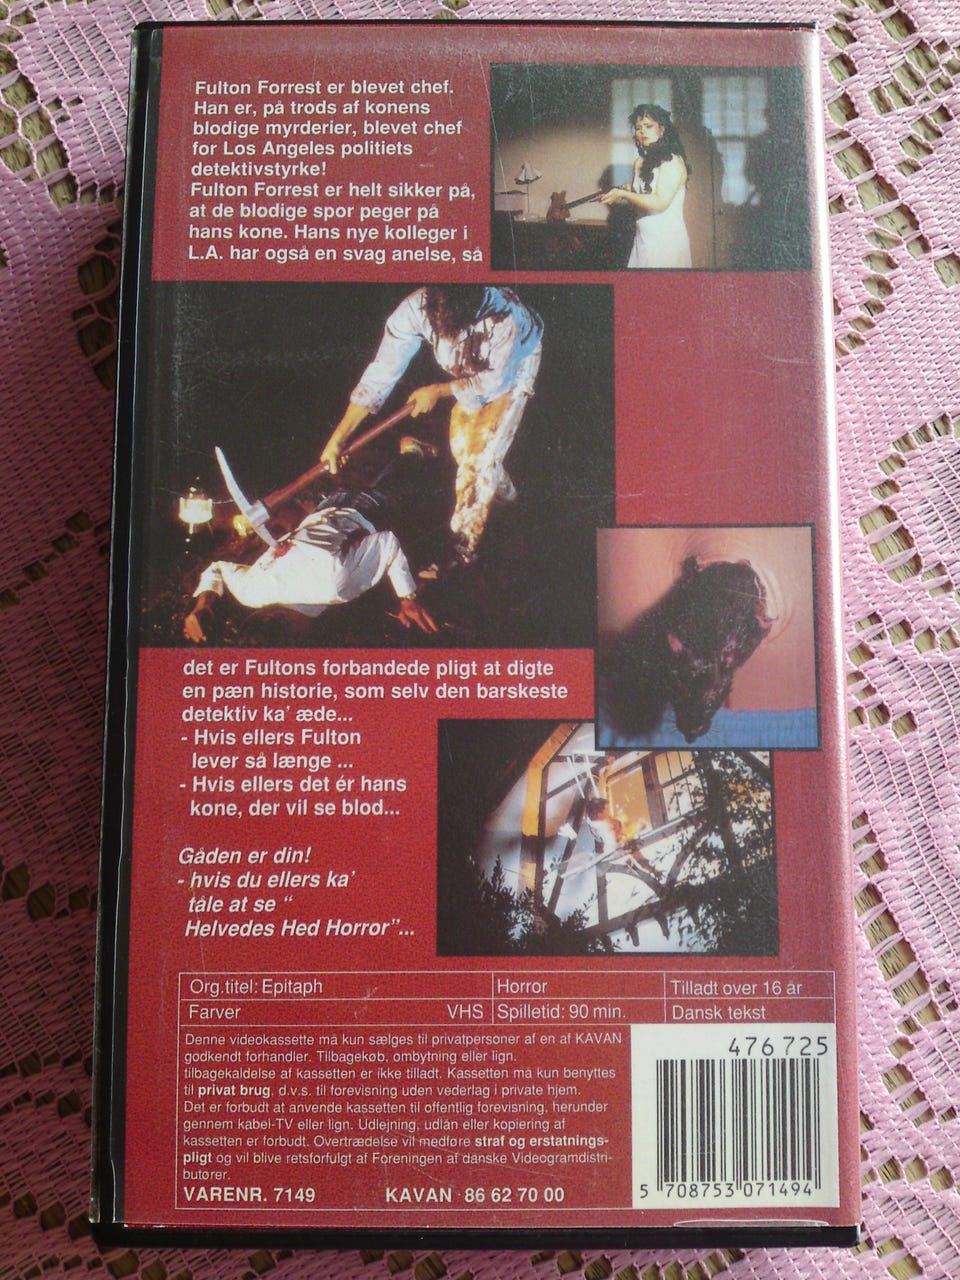 Fulton Forrest er blevet chef.
Han er, på trods af konens
blodige myrderier, blevet chef
for Los Angeles politiets
detektivstyrke!
Fulton Forrest er helt sikker på,
at de blodige spor peger på
hans kone. Hans nye kolleger i
L.A. har også en svag anelse, så
det er Fultons forbandede pligt at digte
en pæn historie, som selv den barskeste
detektiv ka' æde...
- Hvis ellers Fulton
lever så længe ...
- Hvis ellers det ér hans
kone, der vil se blod...
Gåden er din!
- hvis du ellers ka'
tåle at se "
Helvedes Hed Horror"...
Org.titel: Epitaph
Horror
Tilladt over 16 år
Farver VHS
Spilletid: 90 min.
Dansk tekst
Denne videokassette må kun sælges til privatpersoner af en af KAVAN
godkendt forhandler. Tilbagekøb, ombytning eller lign.
tilbagekaldelse af kassetten er ikke tilladt. Kassetten må kun benyttes
til privat brug, d.v.s. til forevisning uden vederlag i private hjem.
Det er forbudt at anvende kassetten til offentlig forevisning, herunder
gennem kabel-TV eller lign. Udlejning, udlån eller kopiering af
kassetten er forbudt. Overtrædelse vil medføre straf og erstatnings-
pligt og vil blive retsforfulgt af Foreningen af danske Videogramdistri-
butører.
VARENR. 7149 KAVAN · 86 62 70 00
476725
5 708753 071494